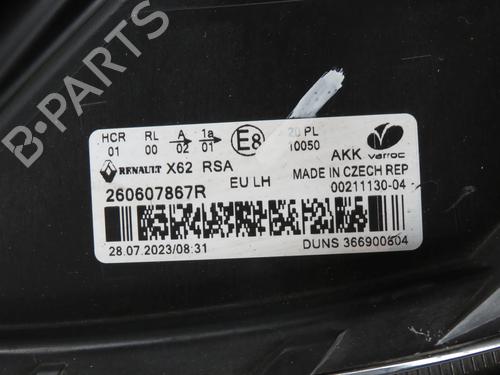 HCR RL A 1a E8 20 PL
01 00 02 01 10050
RENAULT X62 RSA AKK varroc
EU LH MADE IN CZECH REP
260607867R 00211130-04
28.07.2023/08:31 DUNS 366900804
B-PARTS